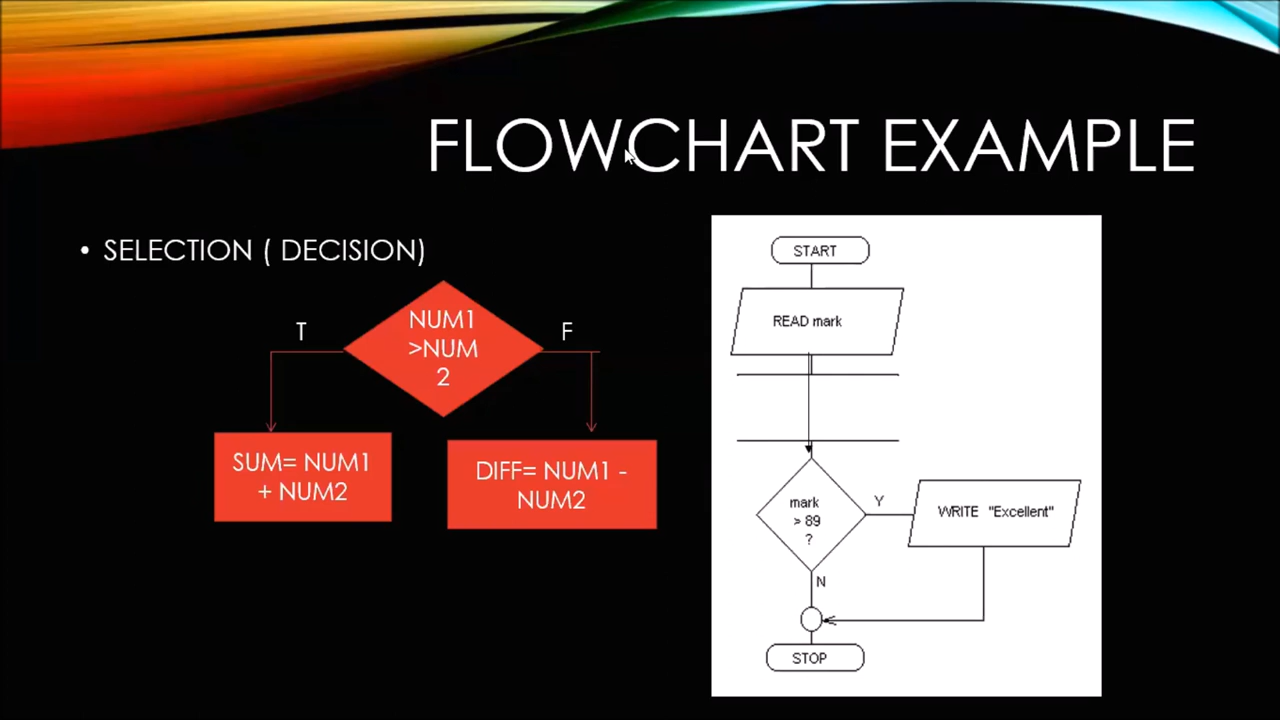 FLOWCHART EXAMPLE
• SELECTION ( DECISION)
T
NUM1
>NUM
2
F
SUM= NUM1
+ NUM2
DIFF= NUM1 -
NUM2
START
READ mark
mark
> 89
?
Y
WRITE "Excellent"
N
STOP